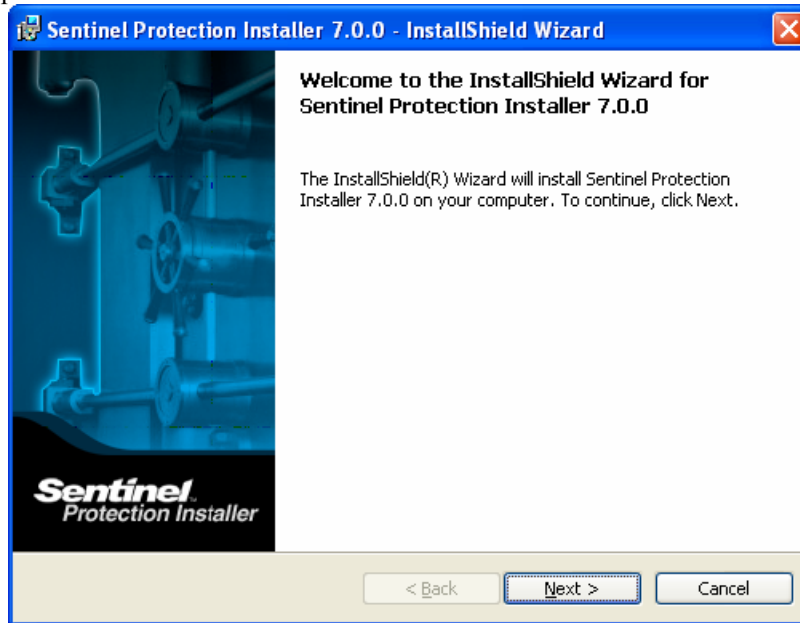 Sentinel Protection Installer 7.0.0 - InstallShield Wizard
Welcome to the InstallShield Wizard for
Sentinel Protection Installer 7.0.0
The InstallShield(R) Wizard will install Sentinel Protection
Installer 7.0.0 on your computer. To continue, click Next.
Sentinel
Protection Installer
< Back Next > Cancel